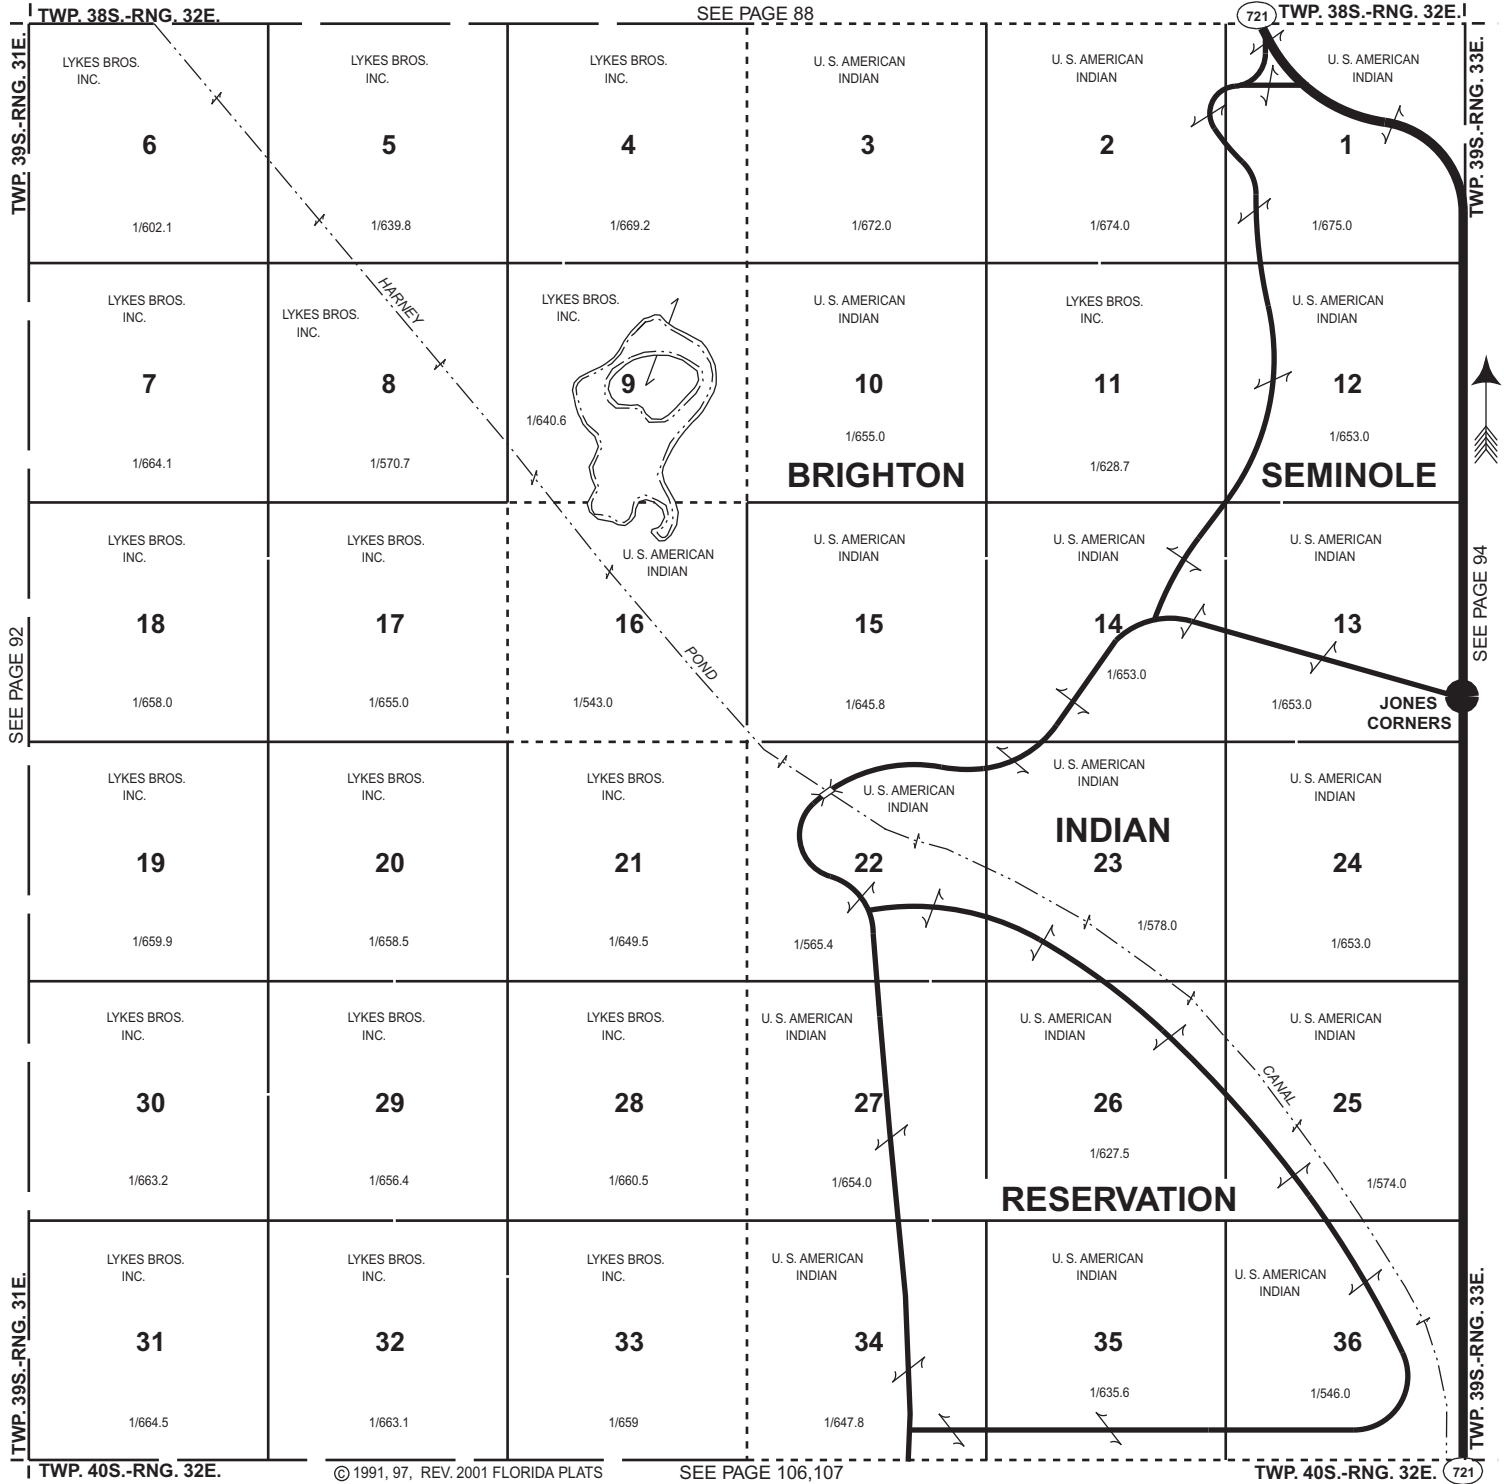 TWP. 38S.-RNG. 32E.
SEE PAGE 88
721
TWP. 38S.-RNG. 32E.
TWP. 39S.-RNG. 31E.
TWP. 39S.-RNG. 33E.
LYKES BROS.
INC.
6
1/602.1
LYKES BROS.
INC.
5
1/639.8
LYKES BROS.
INC.
4
1/669.2
U. S. AMERICAN
INDIAN
3
1/672.0
U. S. AMERICAN
INDIAN
2
1/674.0
U. S. AMERICAN
INDIAN
1
1/675.0
LYKES BROS.
INC.
7
1/664.1
HARNEY
LYKES BROS.
INC.
8
1/570.7
LYKES BROS.
INC.
9
1/640.6
U. S. AMERICAN
INDIAN
10
1/655.0
LYKES BROS.
INC.
11
1/628.7
U. S. AMERICAN
INDIAN
12
1/653.0
BRIGHTON
SEMINOLE
LYKES BROS.
INC.
18
1/658.0
LYKES BROS.
INC.
17
1/655.0
U. S. AMERICAN
INDIAN
16
1/543.0
POND
U. S. AMERICAN
INDIAN
15
1/645.8
U. S. AMERICAN
INDIAN
14
1/653.0
U. S. AMERICAN
INDIAN
13
1/653.0
JONES
CORNERS
SEE PAGE 92
SEE PAGE 94
LYKES BROS.
INC.
19
1/659.9
LYKES BROS.
INC.
20
1/658.5
LYKES BROS.
INC.
21
1/649.5
U. S. AMERICAN
INDIAN
22
1/565.4
U. S. AMERICAN
INDIAN
INDIAN
23
1/578.0
U. S. AMERICAN
INDIAN
24
1/653.0
LYKES BROS.
INC.
30
1/663.2
LYKES BROS.
INC.
29
1/656.4
LYKES BROS.
INC.
28
1/660.5
U. S. AMERICAN
INDIAN
27
1/654.0
U. S. AMERICAN
INDIAN
26
1/627.5
CANAL
U. S. AMERICAN
INDIAN
25
1/574.0
RESERVATION
LYKES BROS.
INC.
31
1/664.5
LYKES BROS.
INC.
32
1/663.1
LYKES BROS.
INC.
33
1/659
U. S. AMERICAN
INDIAN
34
1/647.8
U. S. AMERICAN
INDIAN
35
1/635.6
U. S. AMERICAN
INDIAN
36
1/546.0
TWP. 39S.-RNG. 31E.
TWP. 39S.-RNG. 33E.
TWP. 40S.-RNG. 32E.
© 1991, 97, REV. 2001 FLORIDA PLATS
SEE PAGE 106,107
TWP. 40S.-RNG. 32E.
721